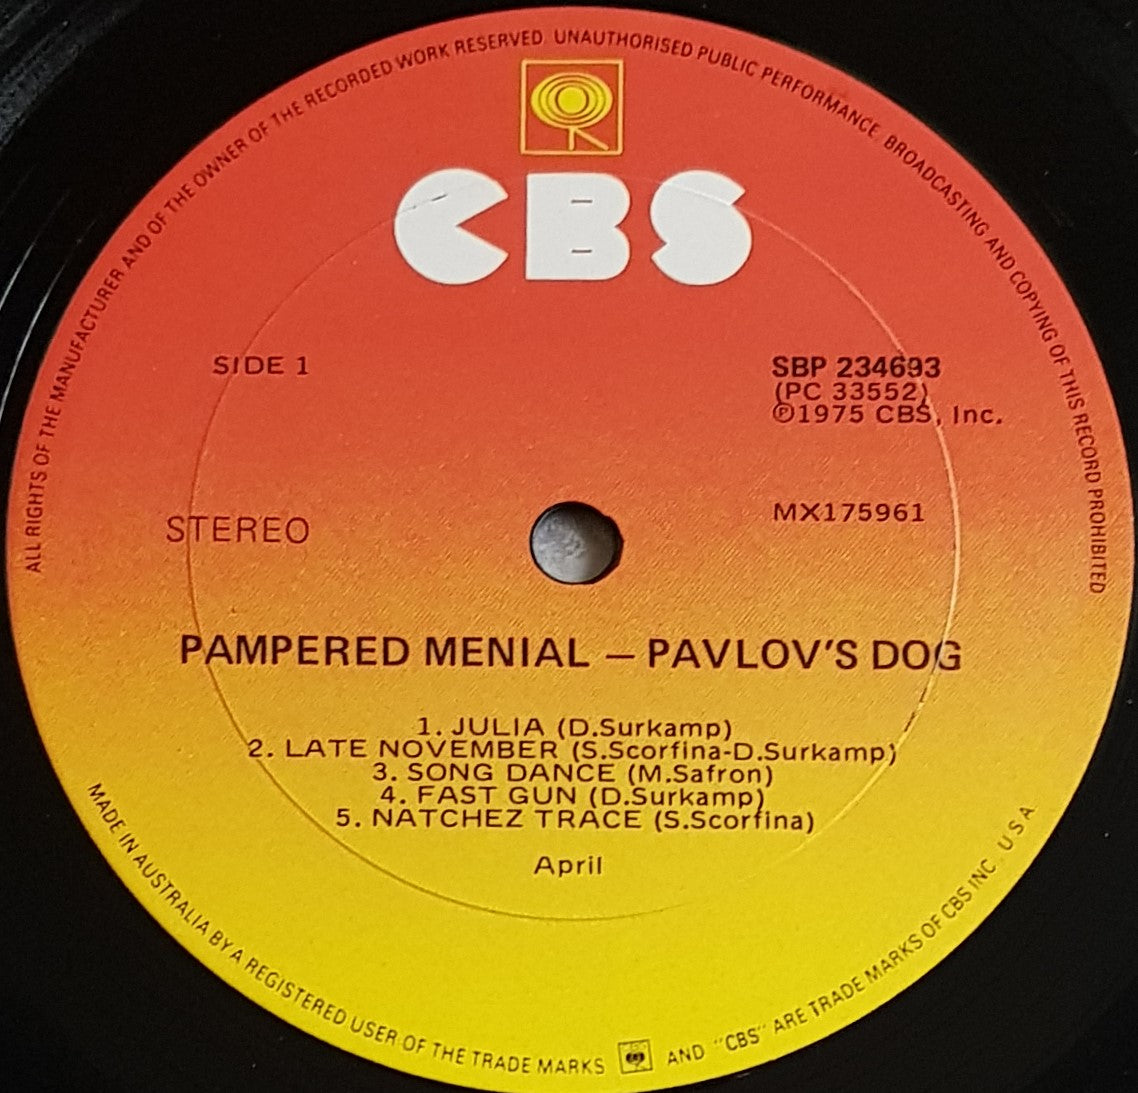 ALL RIGHTS OF THE MANUFACTURER AND OF THE OWNER OF THE RECORDED WORK RESERVED. UNAUTHORISED PUBLIC PERFORMANCE. BROADCASTING AND COPYING OF THIS RECORD PROHIBITED
CBS
SIDE 1
SBP 234693
(PC 33552)
℗1975 CBS, Inc.
MX175961
STEREO
PAMPERED MENIAL – PAVLOV'S DOG
1. JULIA (D.Surkamp)
2. LATE NOVEMBER (S.Scorfina-D.Surkamp)
3. SONG DANCE (M.Safron)
4. FAST GUN (D.Surkamp)
5. NATCHEZ TRACE (S.Scorfina)
April
MADE IN AUSTRALIA BY A REGISTERED USER OF THE TRADE MARKS AND "CBS" ARE TRADE MARKS OF CBS INC. U S A